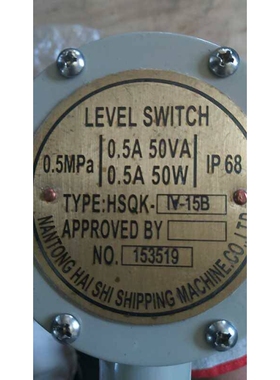 LEVEL SWITCH
0.5MPa
0.5A 50VA
0.5A 50W
IP 68
TYPE:HSQK-IV-15B
APPROVED BY
NO. 153519
NANTONG HAI SHI SHIPPING MACHINE.CO.LTD.